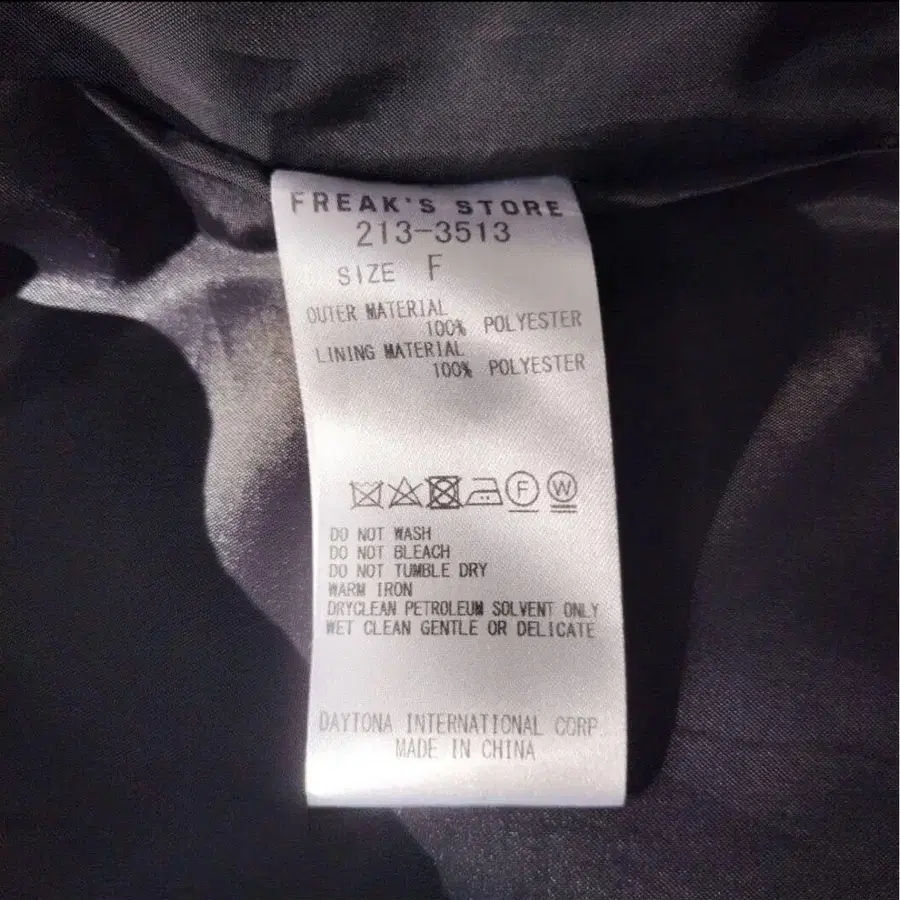 FREAK'S STORE
213-3513
SIZE F
OUTER MATERIAL
100% POLYESTER
LINING MATERIAL
100% POLYESTER
F W
DO NOT WASH
DO NOT BLEACH
DO NOT TUMBLE DRY
WARM IRON
DRYCLEAN PETROLEUM SOLVENT ONLY
WET CLEAN GENTLE OR DELICATE
DAYTONA INTERNATIONAL CORP.
MADE IN CHINA